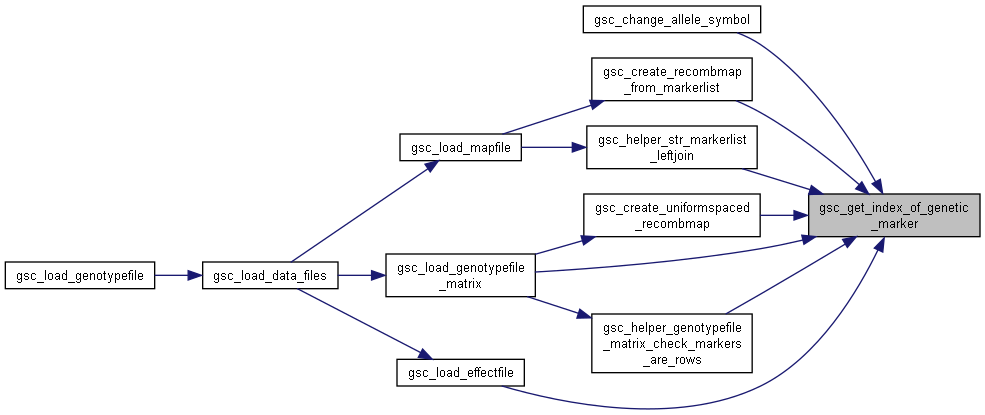 gsc_change_allele_symbol
gsc_create_recombmap
_from_markerlist
gsc_load_mapfile
gsc_helper_str_markerlist
_leftjoin
gsc_get_index_of_genetic
_marker
gsc_create_uniformspaced
_recombmap
gsc_load_genotypefile
gsc_load_data_files
gsc_load_genotypefile
_matrix
gsc_helper_genotypefile
_matrix_check_markers
_are_rows
gsc_load_effectfile